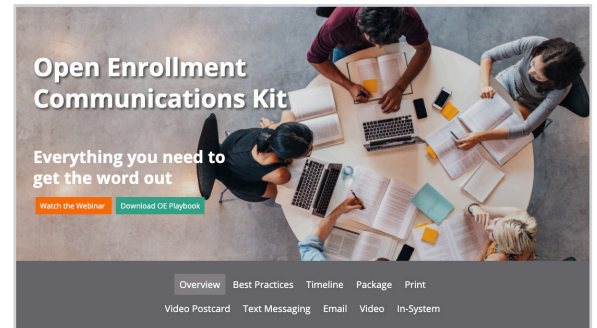 Open Enrollment
Communications Kit
Everything you need to
get the word out
Watch the Webinar Download OE Playbook
Overview Best Practices Timeline Package Print
Video Postcard Text Messaging Email Video In-System